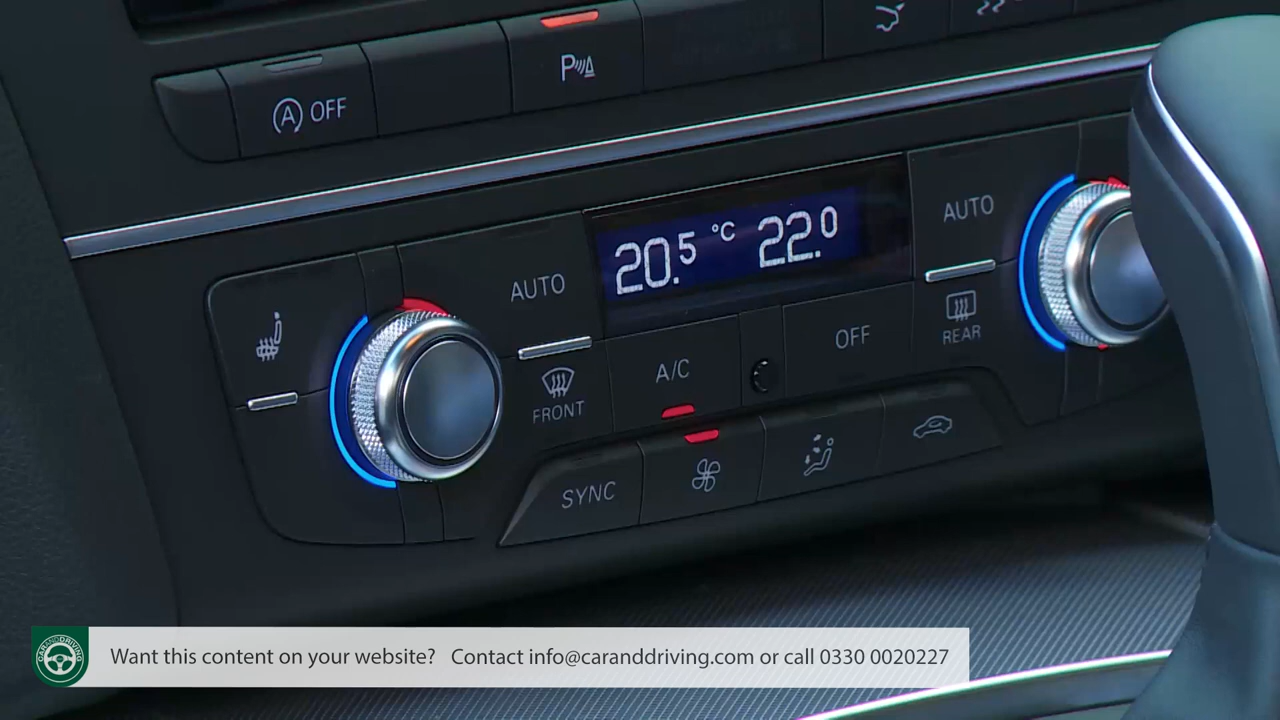 A OFF
P
AUTO
20.5 °C 22.0
AUTO
FRONT
A/C
OFF
REAR
SYNC
CARANDDRIVING
Want this content on your website? Contact info@caranddriving.com or call 0330 0020227